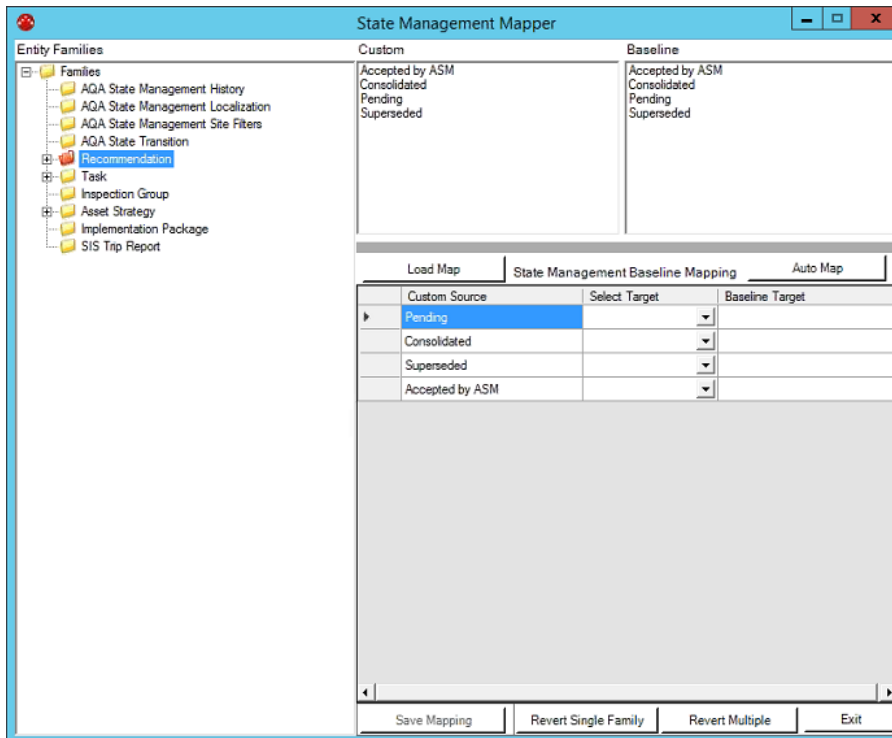 State Management Mapper
Entity Families
Custom
Baseline
Families
AQA State Management History
AQA State Management Localization
AQA State Management Site Filters
AQA State Transition
Recommendation
Task
Inspection Group
Asset Strategy
Implementation Package
SIS Trip Report
Accepted by ASM
Consolidated
Pending
Superseded
Accepted by ASM
Consolidated
Pending
Superseded
Load Map
State Management Baseline Mapping
Auto Map
Custom Source
Select Target
Baseline Target
Pending
Consolidated
Superseded
Accepted by ASM
Save Mapping
Revert Single Family
Revert Multiple
Exit